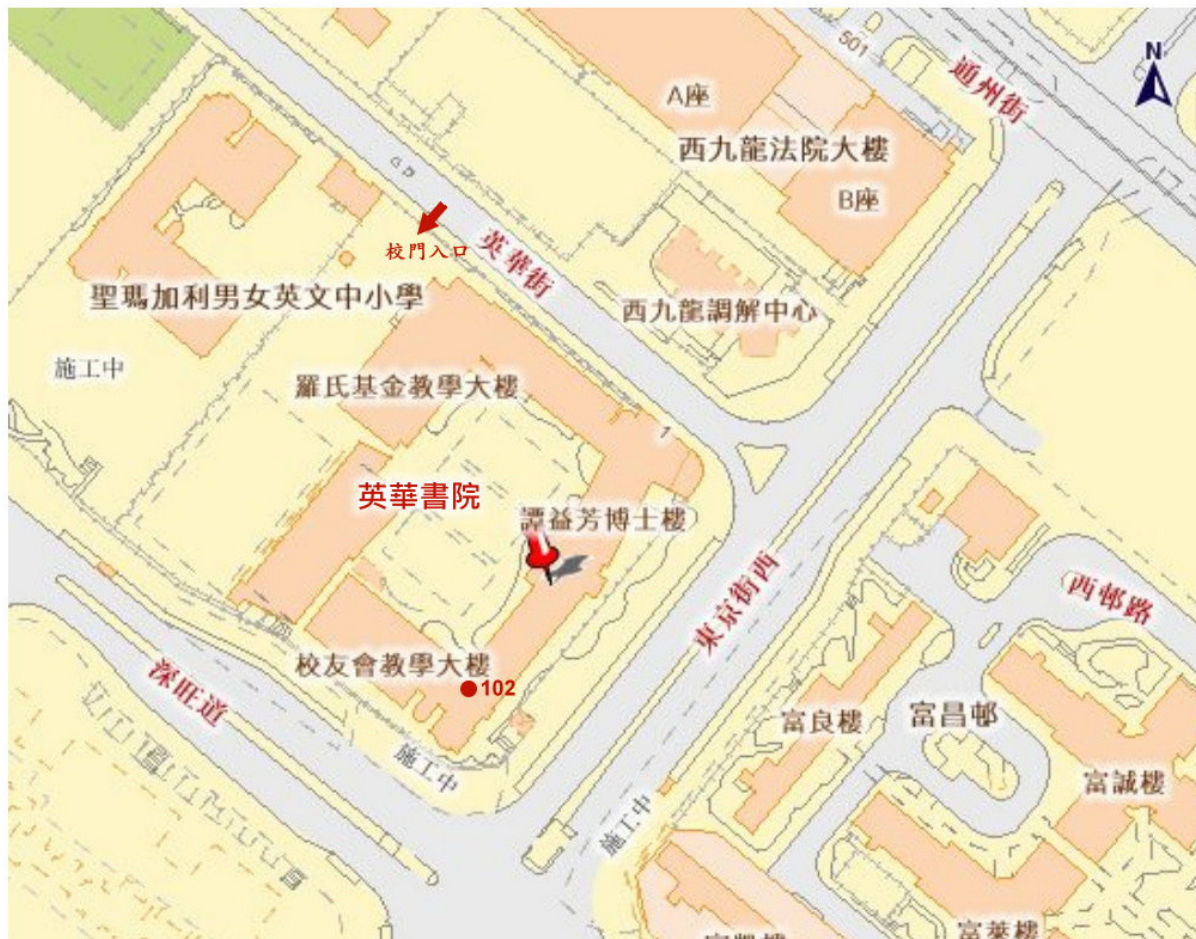 501
通州街
N
A座
西九龍法院大樓
B座
校門入口
英華街
聖瑪加利男女英文中小學
西九龍調解中心
施工中
羅氏基金教學大樓
1
英華書院
譚益芳博士樓
東京街西
西邨路
校友會教學大樓
102
深旺道
富良樓
富昌邨
施工中
富誠樓
施工中
富萊樓